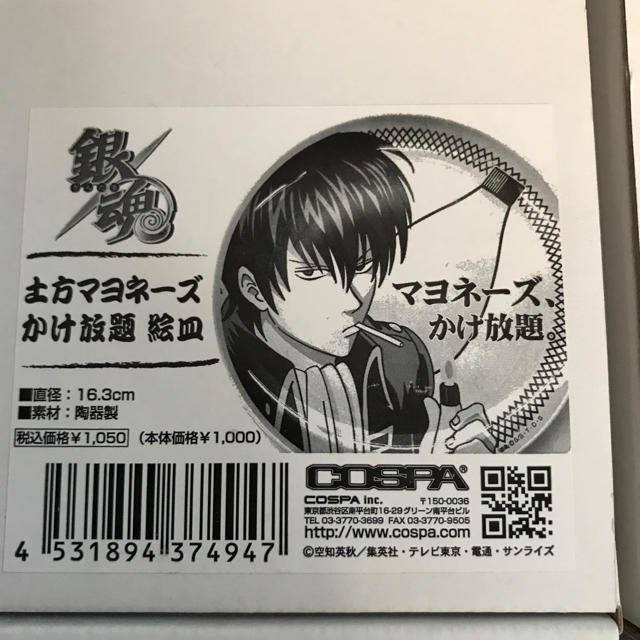 銀魂
土方マヨネーズ
かけ放題 絵皿
■直径：16.3cm
■素材：陶器製
税込価格￥1,050 （本体価格￥1,000）
マヨネーズ、
かけ放題。
4 531894 374947
COSPA®
COSPA inc. 〒150-0036
東京都渋谷区南平台町16-29グリーン南平台ビル
TEL 03-3770-3699 FAX 03-3770-9505
http://www.cospa.com
©空知英秋／集英社・テレビ東京・電通・サンライズ